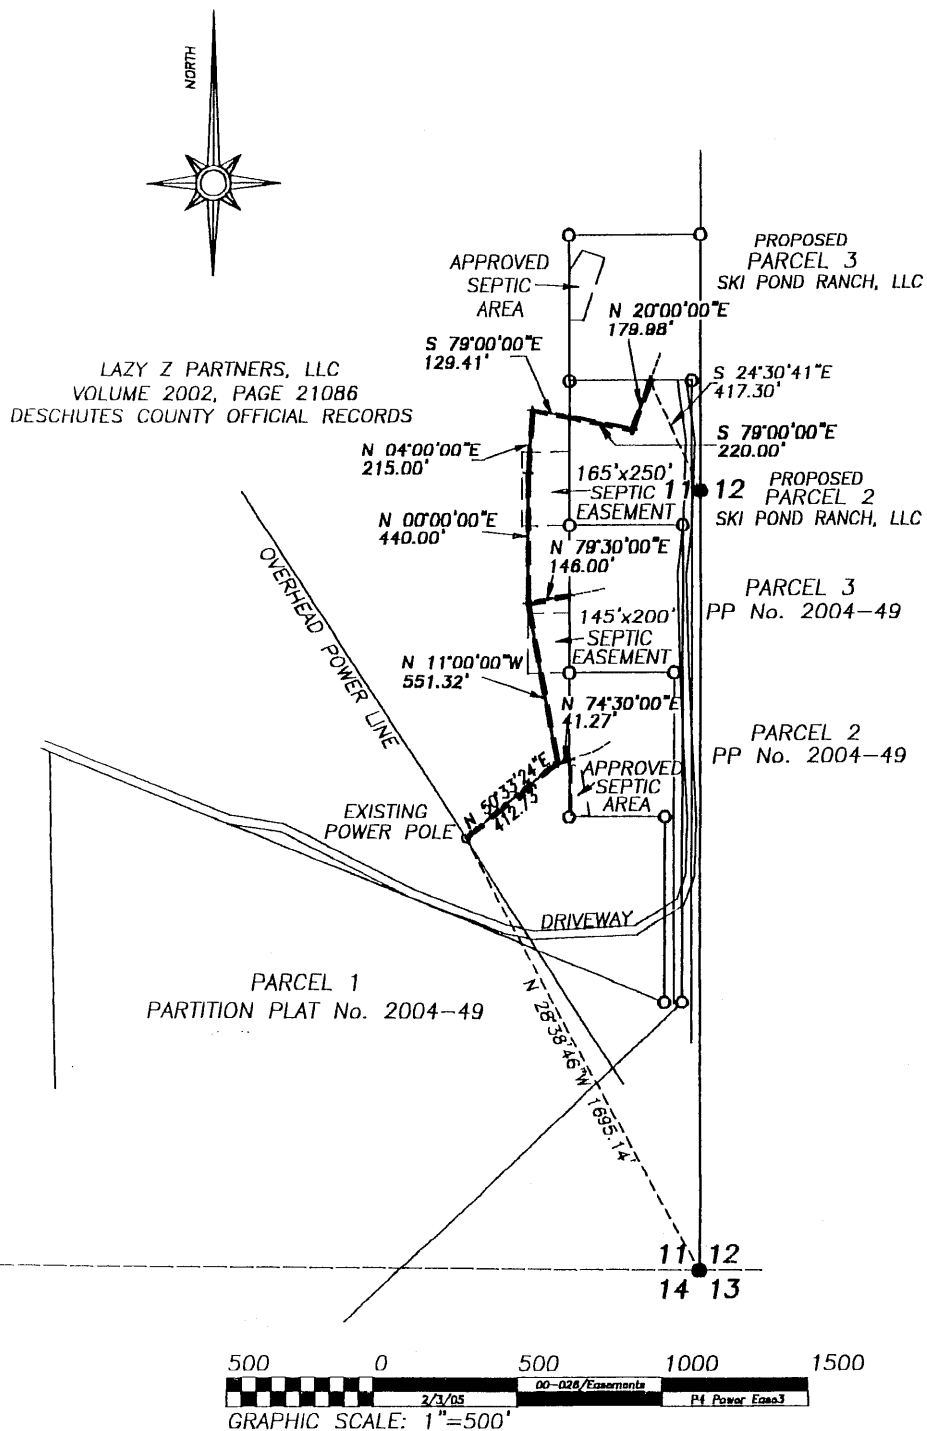 NORTH
PROPOSED
PARCEL 3
SKI POND RANCH, LLC
APPROVED
SEPTIC
AREA
N 20°00'00"E
179.98'
S 79°00'00"E
129.41'
LAZY Z PARTNERS, LLC
VOLUME 2002, PAGE 21086
DESCHUTES COUNTY OFFICIAL RECORDS
S 24°30'41"E
417.30'
S 79°00'00"E
220.00'
N 04°00'00"E
215.00'
165'x250'
SEPTIC
EASEMENT
11 12
PROPOSED
PARCEL 2
SKI POND RANCH, LLC
N 00°00'00"E
440.00'
N 79°30'00"E
146.00'
OVERHEAD POWER LINE
PARCEL 3
PP No. 2004-49
145'x200'
SEPTIC
EASEMENT
N 11°00'00"W
551.32'
N 74°30'00"E
41.27'
PARCEL 2
PP No. 2004-49
N 50°33'24"E
412.73'
APPROVED
SEPTIC
AREA
EXISTING
POWER POLE
DRIVEWAY
PARCEL 1
PARTITION PLAT No. 2004-49
N 28°38'46"W 1695.14'
11 12
14 13
500 0 500 1000 1500
00-028/Easements
2/3/05 P4 Power Ease3
GRAPHIC SCALE: 1"=500'